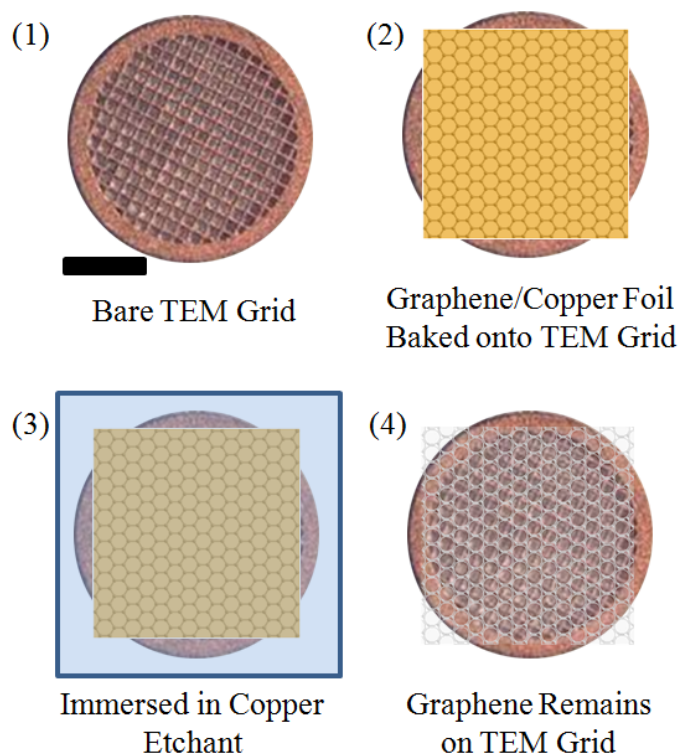 (1)
(2)
Bare TEM Grid
Graphene/Copper Foil
Baked onto TEM Grid
(3)
(4)
Immersed in Copper
Etchant
Graphene Remains
on TEM Grid